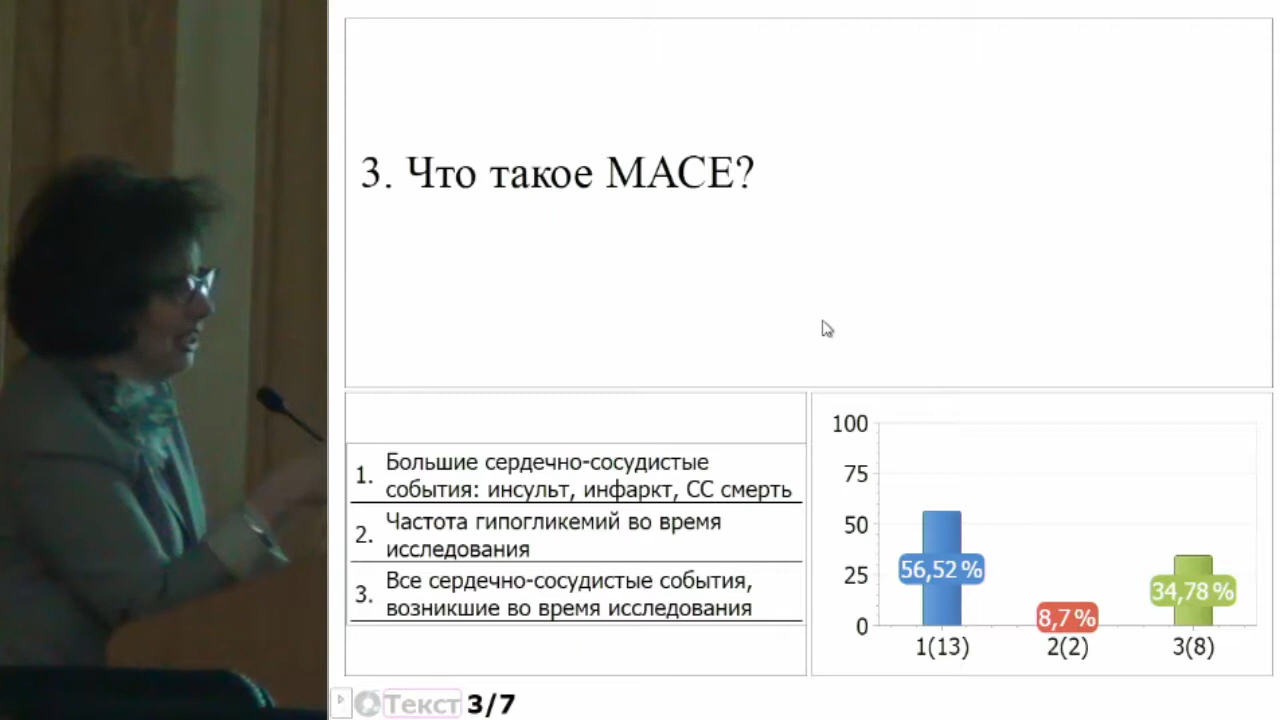 3. Что такое MACE?
1. Большие сердечно-сосудистые
события: инсульт, инфаркт, СС смерть
2. Частота гипогликемий во время
исследования
3. Все сердечно-сосудистые события,
возникшие во время исследования
100
75
50
25
0
56,52 %
8,7 %
34,78 %
1(13)
2(2)
3(8)
Текст 3/7